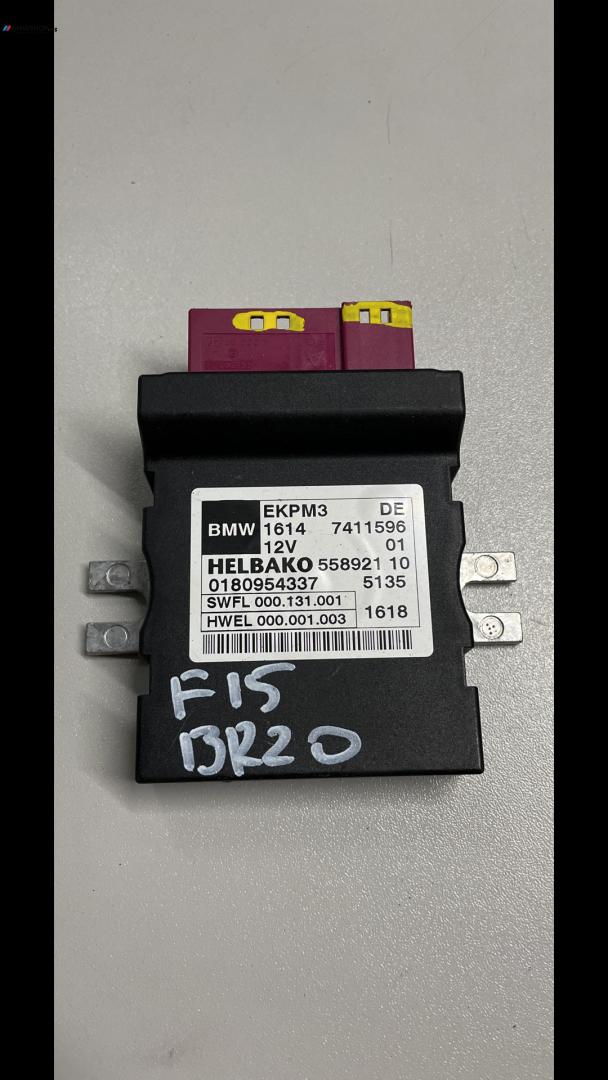 EKPM3 DE
BMW 1614 7411596
12V 01
HELBAKO 558921 10
0180954337 5135
SWFL 000.131.001
HWEL 000.001.003 1618
F15
BR20